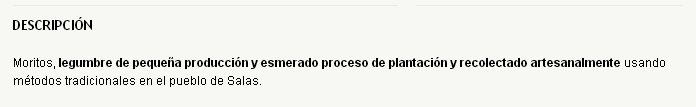 DESCRIPCIÓN
Moritos, legumbre de pequeña producción y esmerado proceso de plantación y recolectado artesanalmente usando
métodos tradicionales en el pueblo de Salas.